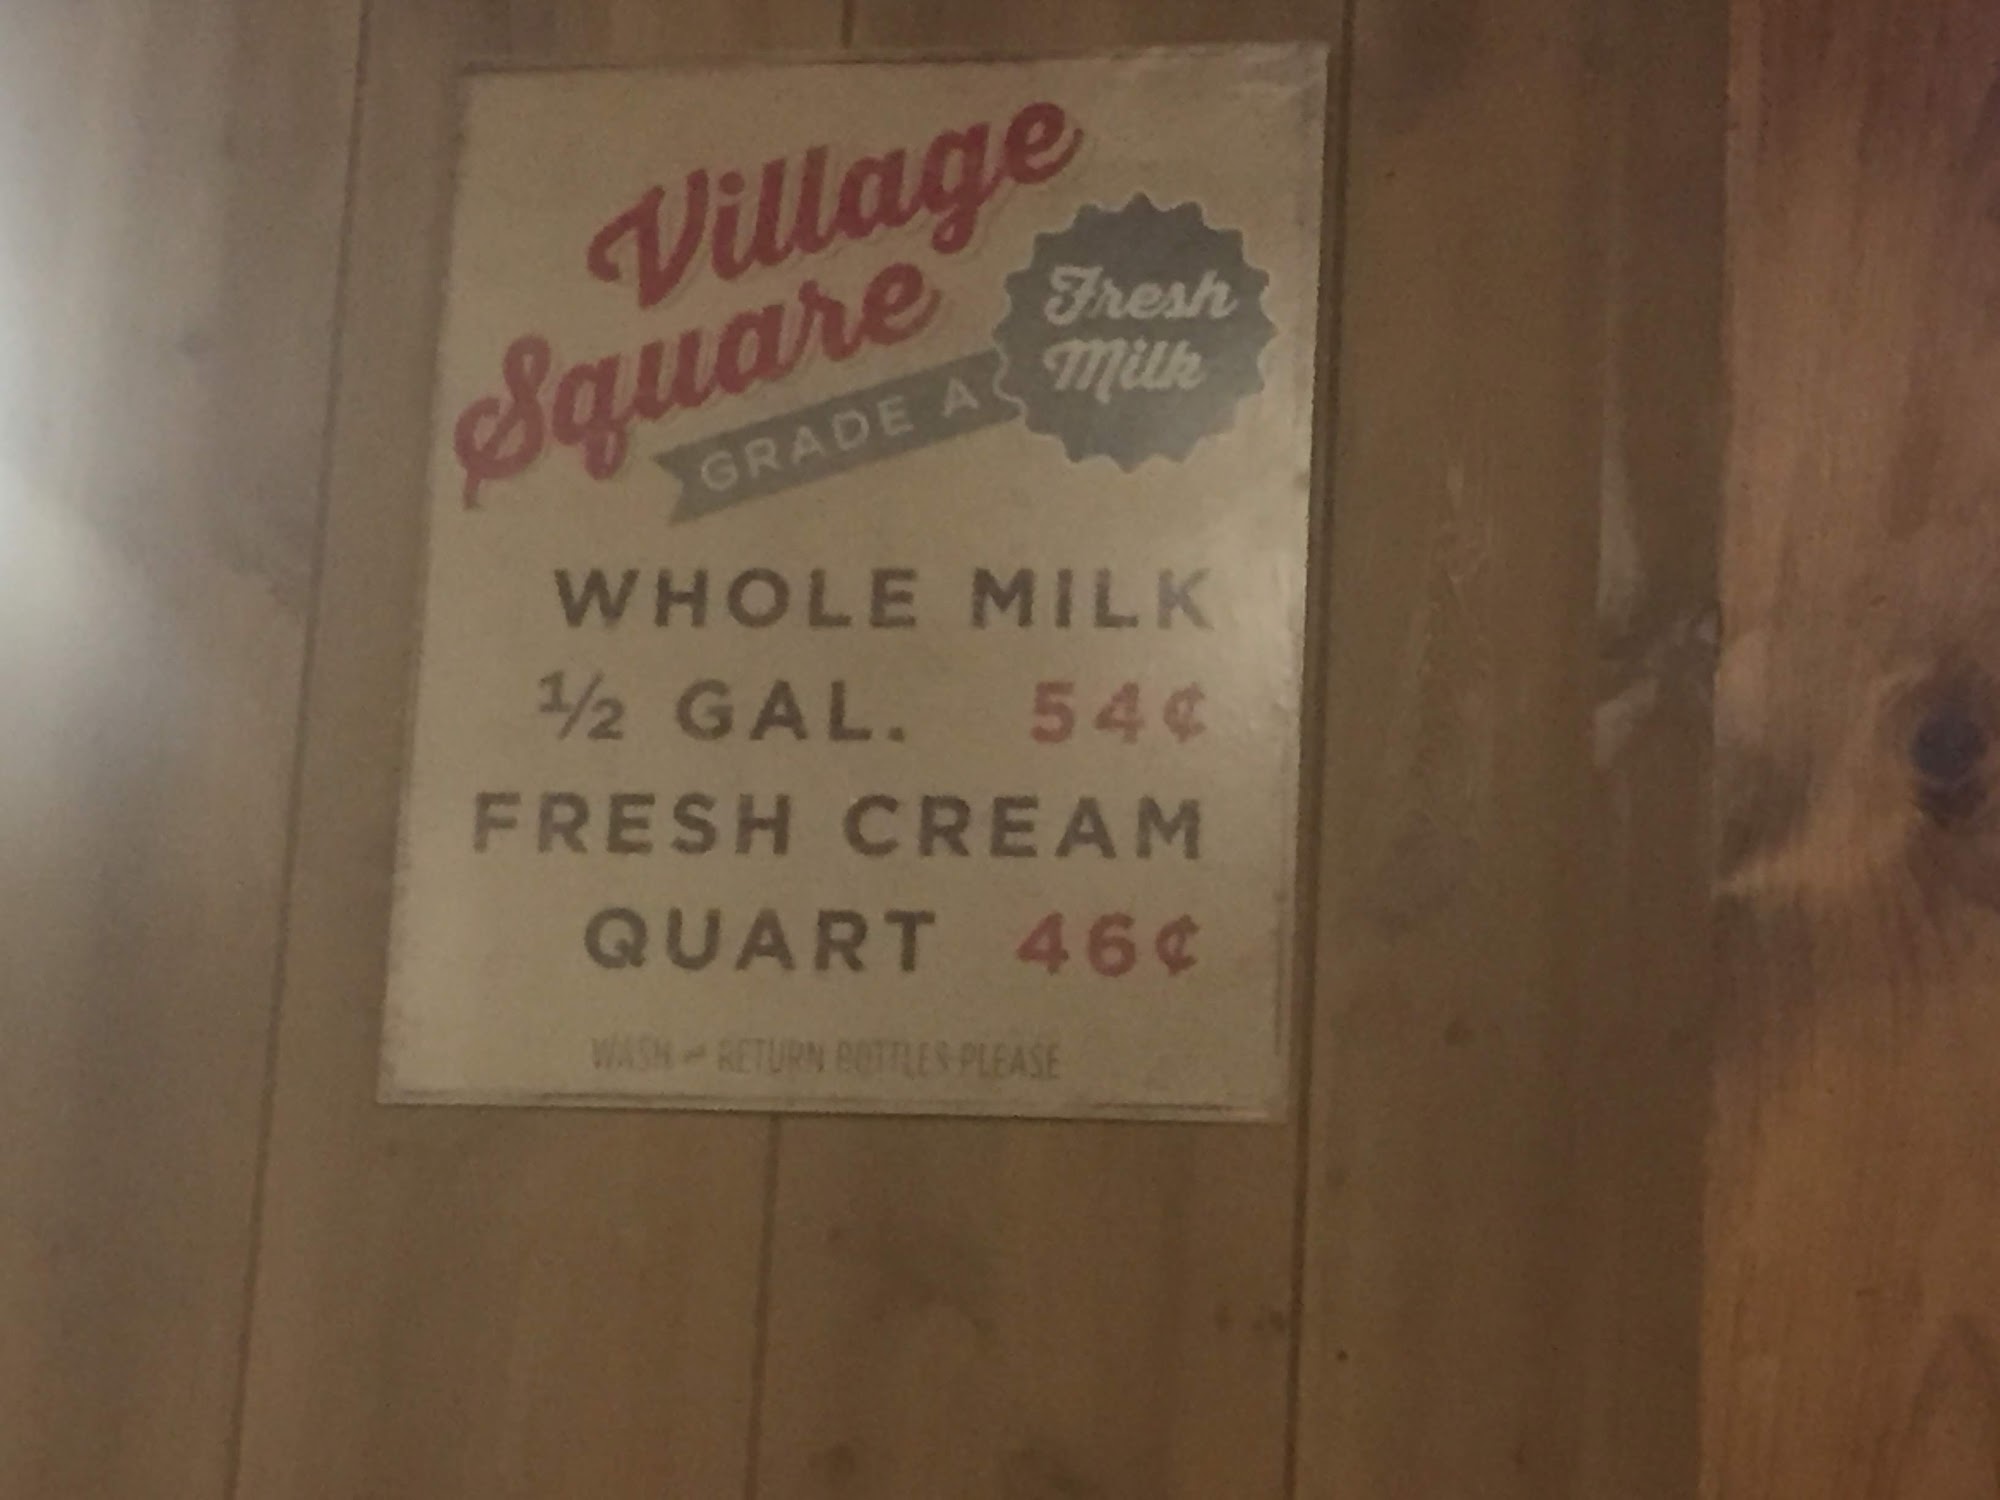 Village
Square
GRADE A
Fresh
Milk
WHOLE MILK
½ GAL. 54¢
FRESH CREAM
QUART 46¢
WASH and RETURN BOTTLES PLEASE